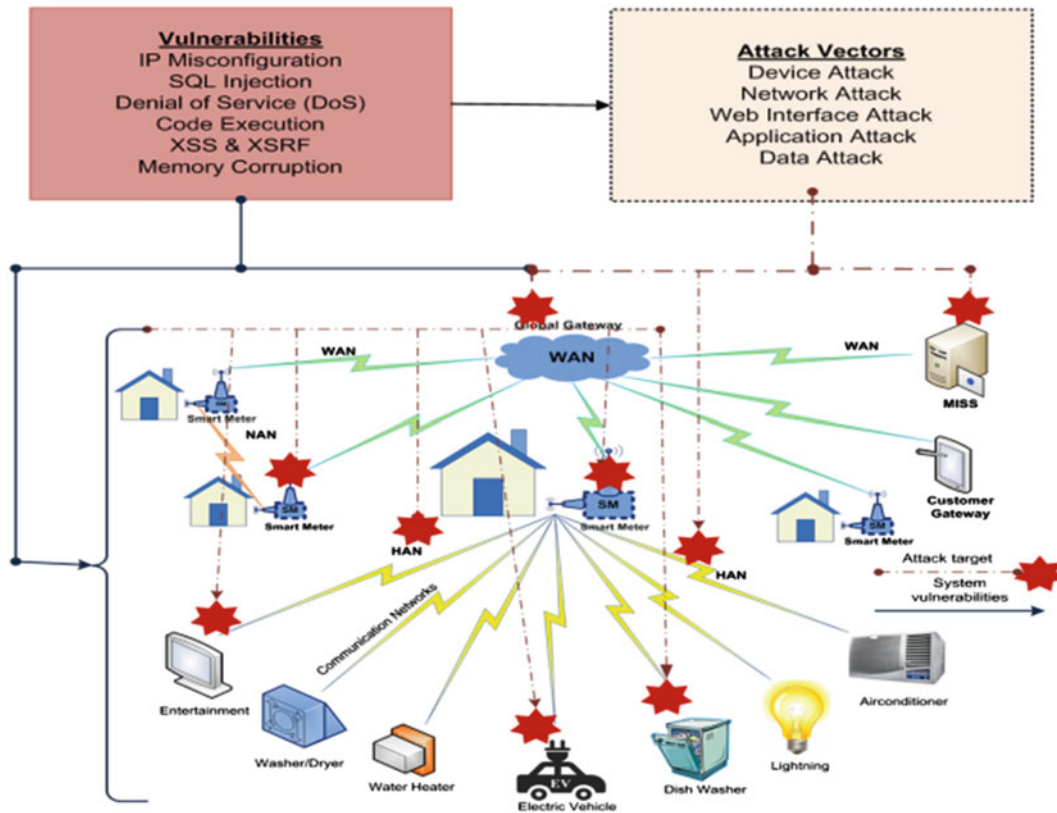 Vulnerabilities
IP Misconfiguration
SQL Injection
Denial of Service (DoS)
Code Execution
XSS & XSRF
Memory Corruption
Attack Vectors
Device Attack
Network Attack
Web Interface Attack
Application Attack
Data Attack
Global Gateway
WAN
WAN
WAN
MISS
SM
Smart Meter
NAN
SM
Smart Meter
SM
Smart Meter
SM
Smart Meter
Customer
Gateway
HAN
HAN
Attack target
System
vulnerabilities
Communication Networks
Entertainment
Washer/Dryer
Water Heater
EV
Electric Vehicle
Dish Washer
Lightning
Airconditioner